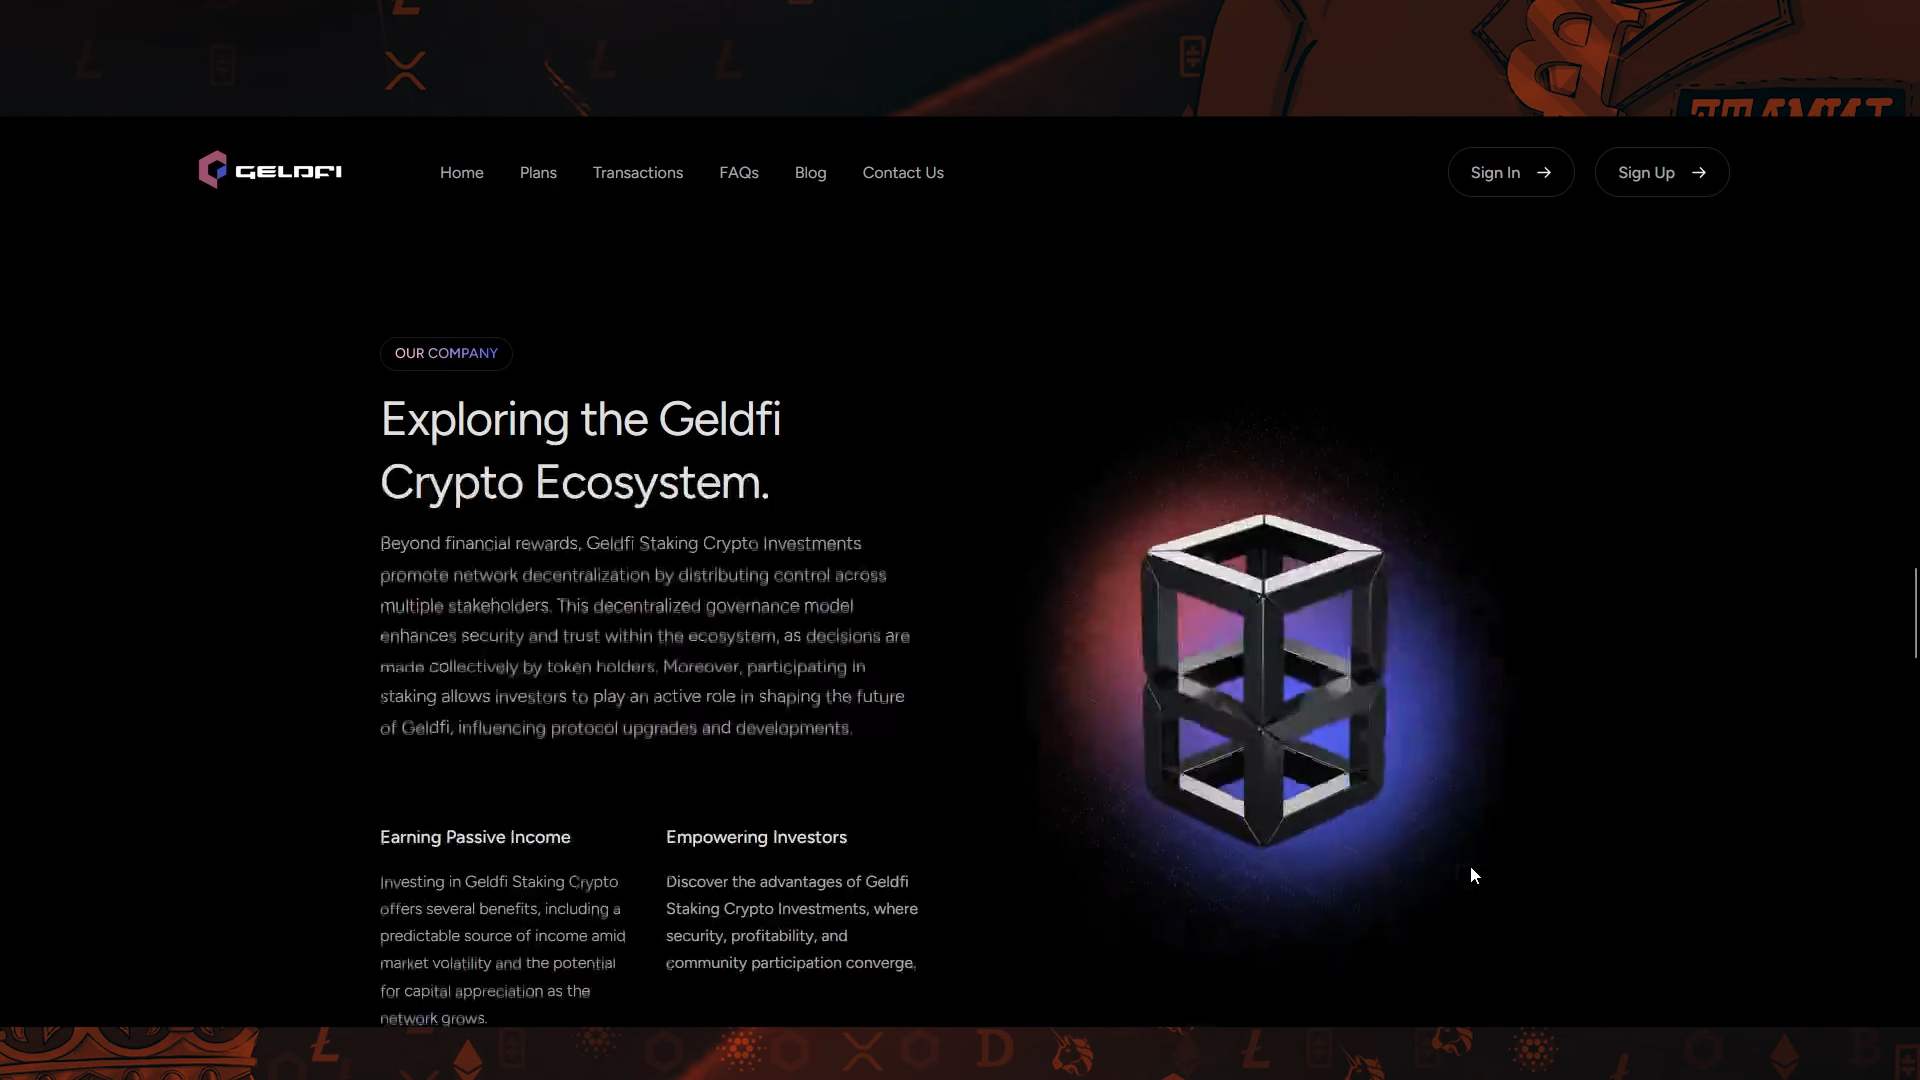 GELDFI
Home Plans Transactions FAQs Blog Contact Us
Sign In
Sign Up
OUR COMPANY
Exploring the Geldfi
Crypto Ecosystem.
Beyond financial rewards, Geldfi Staking Crypto Investments
promote network decentralization by distributing control across
multiple stakeholders. This decentralized governance model
enhances security and trust within the ecosystem, as decisions are
made collectively by token holders. Moreover, participating in
staking allows investors to play an active role in shaping the future
of Geldfi, influencing protocol upgrades and developments.
Earning Passive Income
Investing in Geldfi Staking Crypto
offers several benefits, including a
predictable source of income amid
market volatility and the potential
for capital appreciation as the
network grows.
Empowering Investors
Discover the advantages of Geldfi
Staking Crypto Investments, where
security, profitability, and
community participation converge.